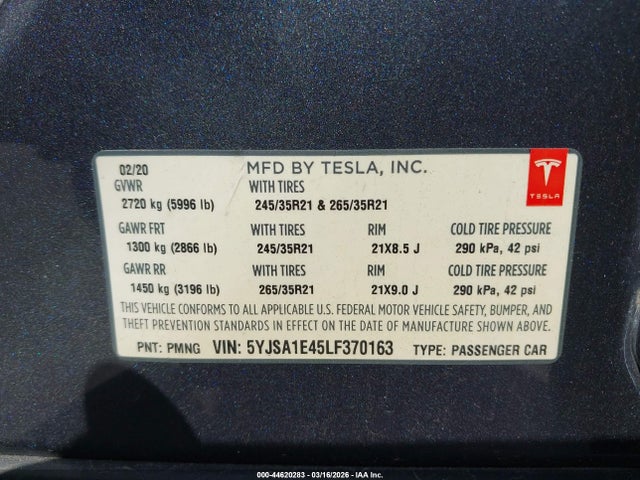 02/20 MFD BY TESLA, INC.
GVWR WITH TIRES
2720 kg (5996 lb) 245/35R21 & 265/35R21
TESLA
GAWR FRT WITH TIRES RIM COLD TIRE PRESSURE
1300 kg (2866 lb) 245/35R21 21X8.5 J 290 kPa, 42 psi
GAWR RR WITH TIRES RIM COLD TIRE PRESSURE
1450 kg (3196 lb) 265/35R21 21X9.0 J 290 kPa, 42 psi
THIS VEHICLE CONFORMS TO ALL APPLICABLE U.S. FEDERAL MOTOR VEHICLE SAFETY, BUMPER, AND
THEFT PREVENTION STANDARDS IN EFFECT ON THE DATE OF MANUFACTURE SHOWN ABOVE.
PNT: PMNG VIN: 5YJSA1E45LF370163 TYPE: PASSENGER CAR
000-44620283 - 03/16/2026 - IAA Inc.